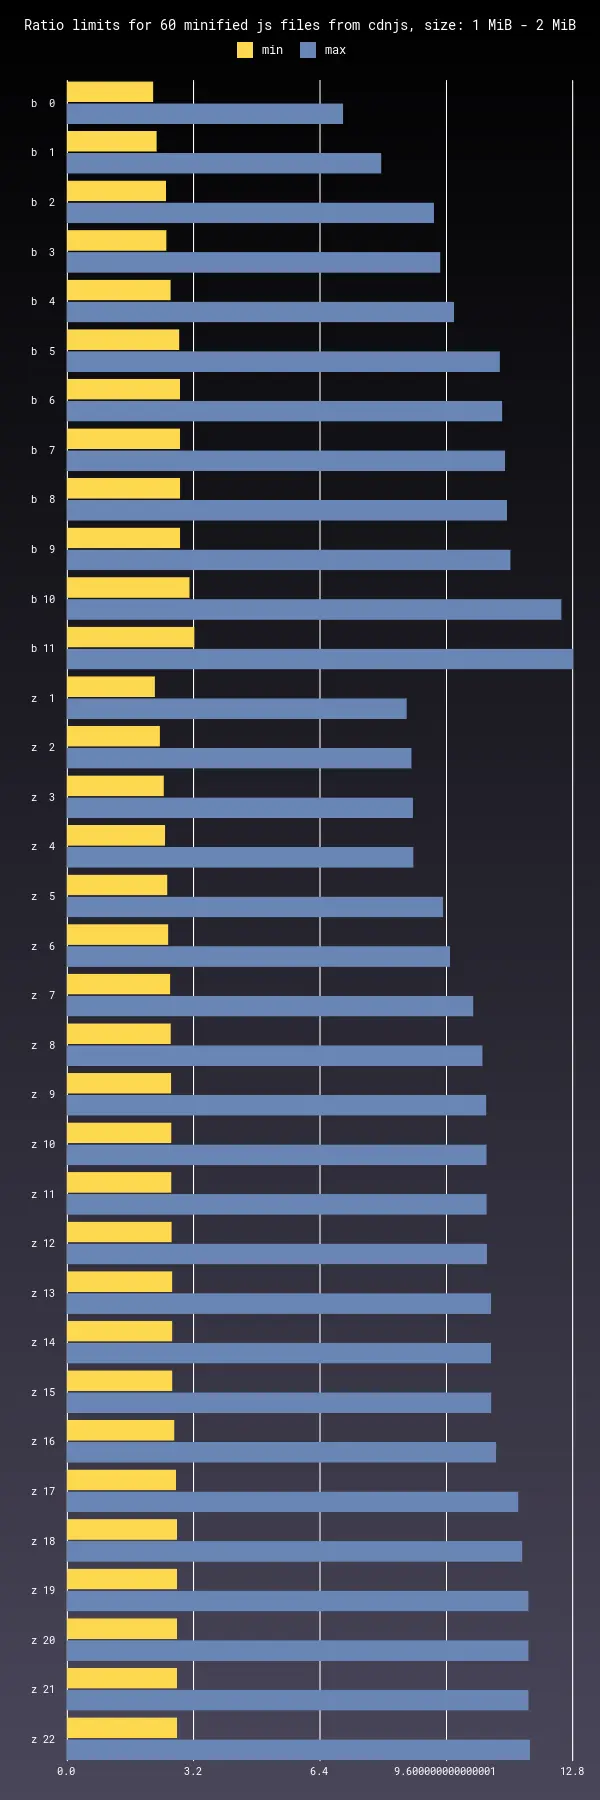 Ratio limits for 60 minified js files from cdnjs, size: 1 MiB - 2 MiB
min max
b 0
b 1
b 2
b 3
b 4
b 5
b 6
b 7
b 8
b 9
b 10
b 11
z 1
z 2
z 3
z 4
z 5
z 6
z 7
z 8
z 9
z 10
z 11
z 12
z 13
z 14
z 15
z 16
z 17
z 18
z 19
z 20
z 21
z 22
0.0 3.2 6.4 9.600000000000001 12.8